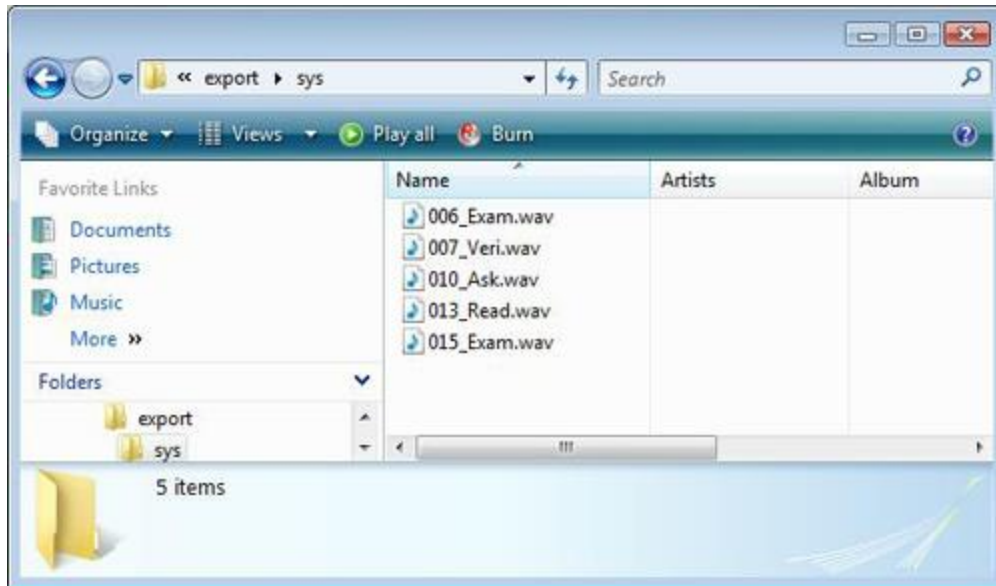 « export ▸ sys
Search
Organize Views Play all Burn
Favorite Links
Documents
Pictures
Music
More »
Folders
export
sys
Name Artists Album
006_Exam.wav
007_Veri.wav
010_Ask.wav
013_Read.wav
015_Exam.wav
5 items